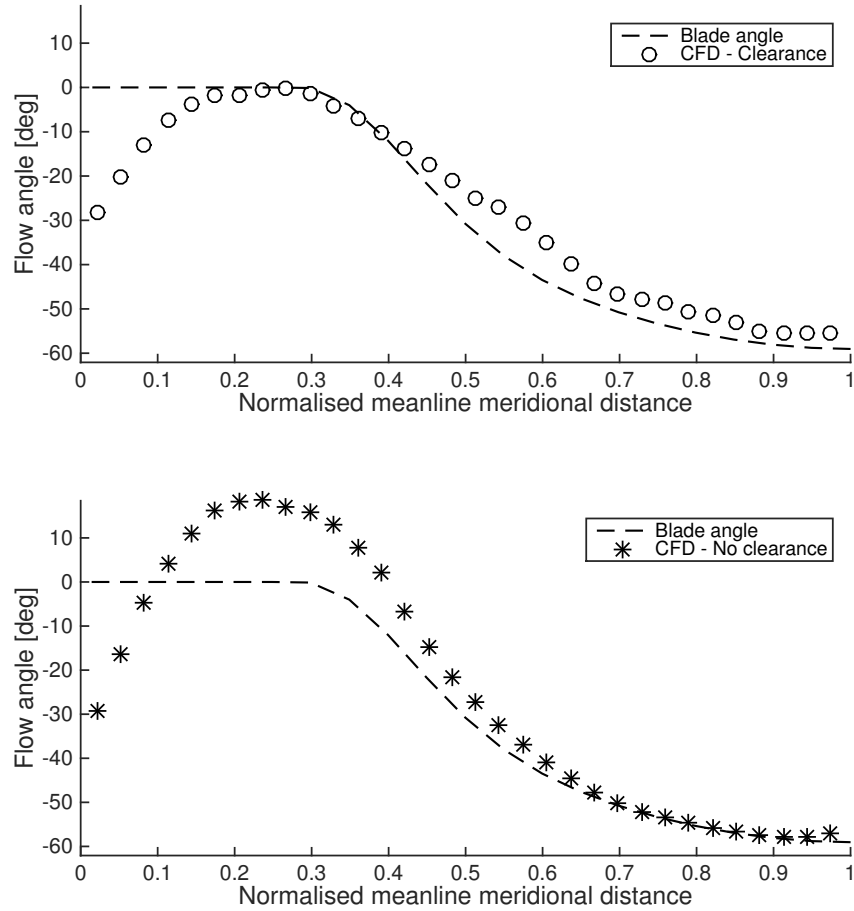 10
0
-10
-20
-30
-40
-50
-60
Flow angle [deg]
Blade angle
CFD - Clearance
0 0.1 0.2 0.3 0.4 0.5 0.6 0.7 0.8 0.9 1
Normalised meanline meridional distance
10
0
-10
-20
-30
-40
-50
-60
Flow angle [deg]
Blade angle
CFD - No clearance
0 0.1 0.2 0.3 0.4 0.5 0.6 0.7 0.8 0.9 1
Normalised meanline meridional distance